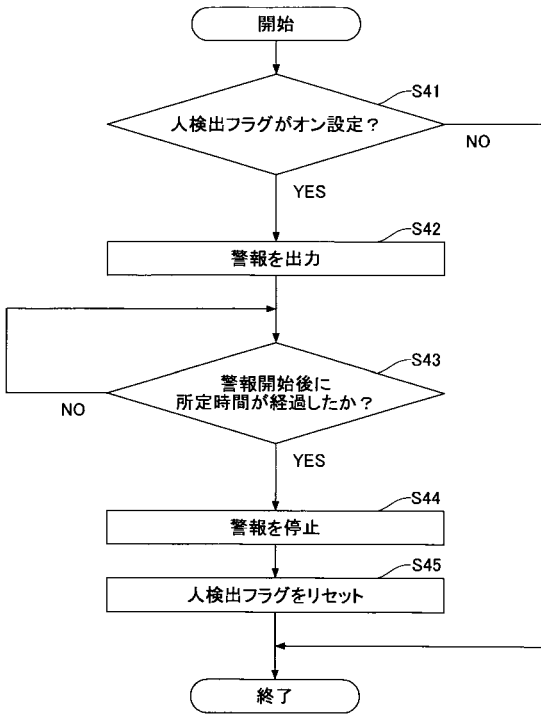 開始
S41
人検出フラグがオン設定？
NO
YES
S42
警報を出力
S43
警報開始後に
所定時間が経過したか？
NO
YES
S44
警報を停止
S45
人検出フラグをリセット
終了